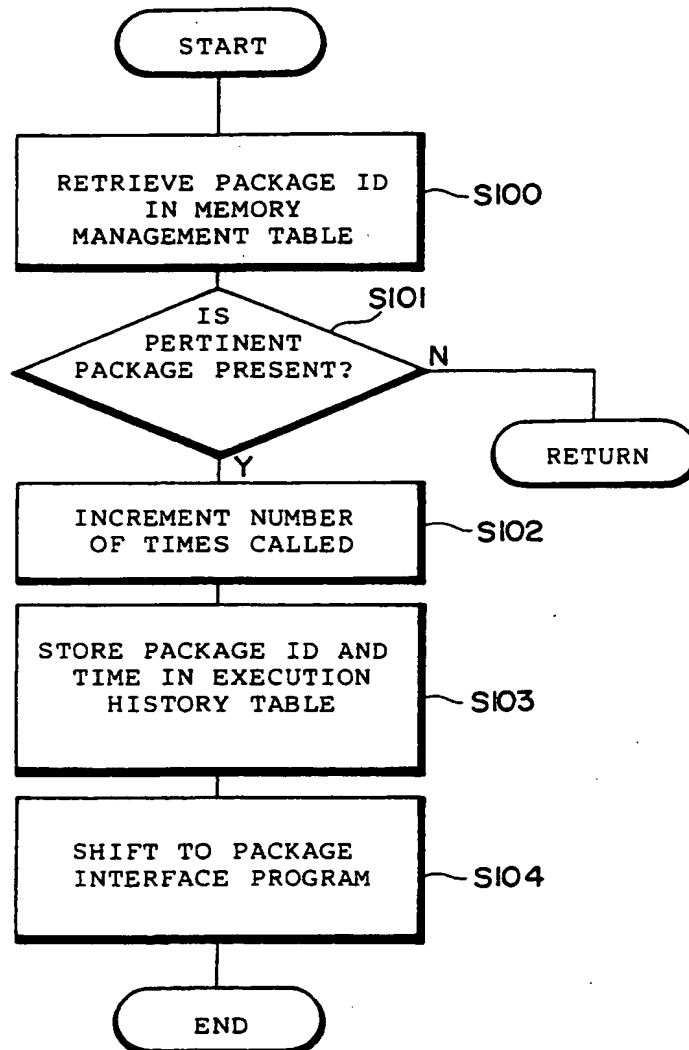 START
RETRIEVE PACKAGE ID
IN MEMORY
MANAGEMENT TABLE
S100
S101
IS
PERTINENT
PACKAGE PRESENT?
N
RETURN
Y
INCREMENT NUMBER
OF TIMES CALLED
S102
STORE PACKAGE ID AND
TIME IN EXECUTION
HISTORY TABLE
S103
SHIFT TO PACKAGE
INTERFACE PROGRAM
S104
END